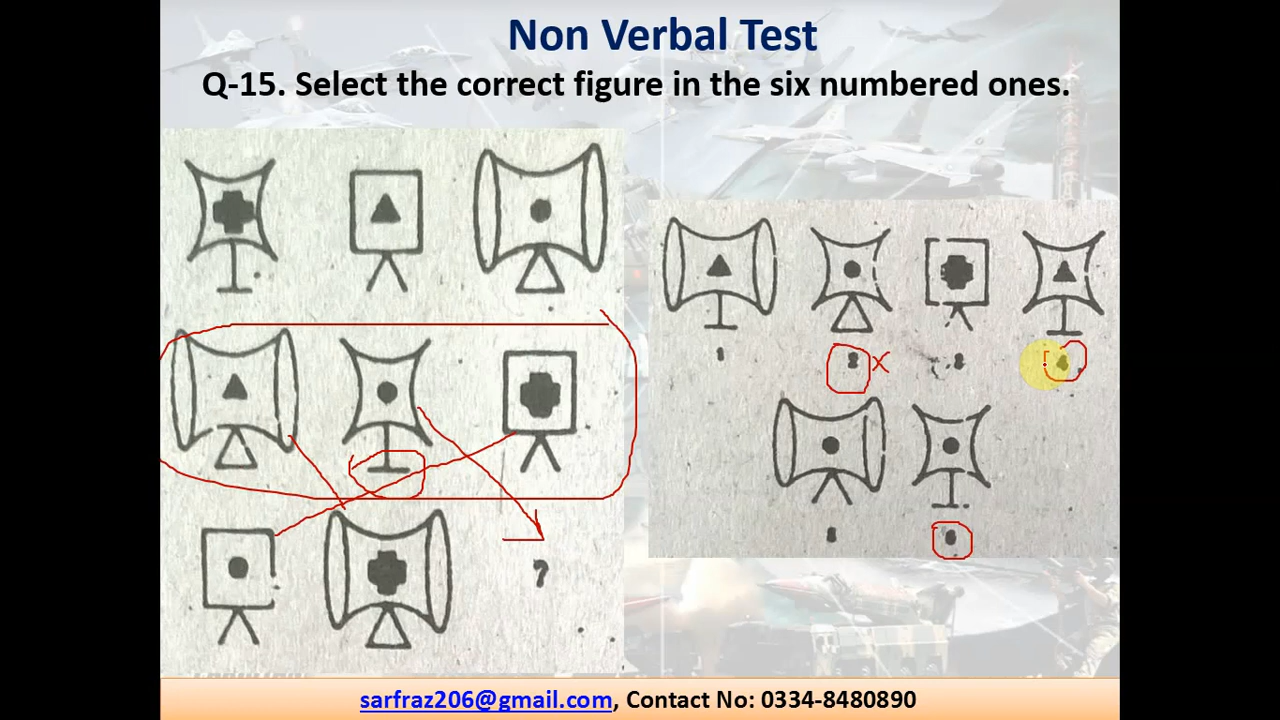 Non Verbal Test
Q-15. Select the correct figure in the six numbered ones.
?
sarfraz206@gmail.com, Contact No: 0334-8480890